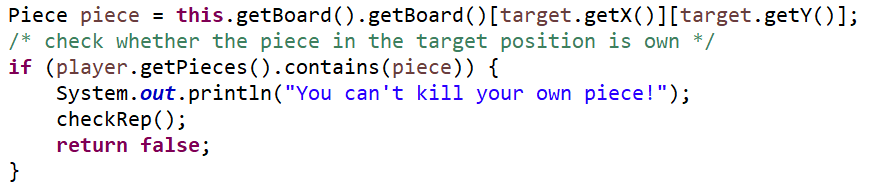 Piece piece = this.getBoard().getBoard()[target.getX()][target.getY()];
/* check whether the piece in the target position is own */
if (player.getPieces().contains(piece)) {
    System.out.println("You can't kill your own piece!");
    checkRep();
    return false;
}